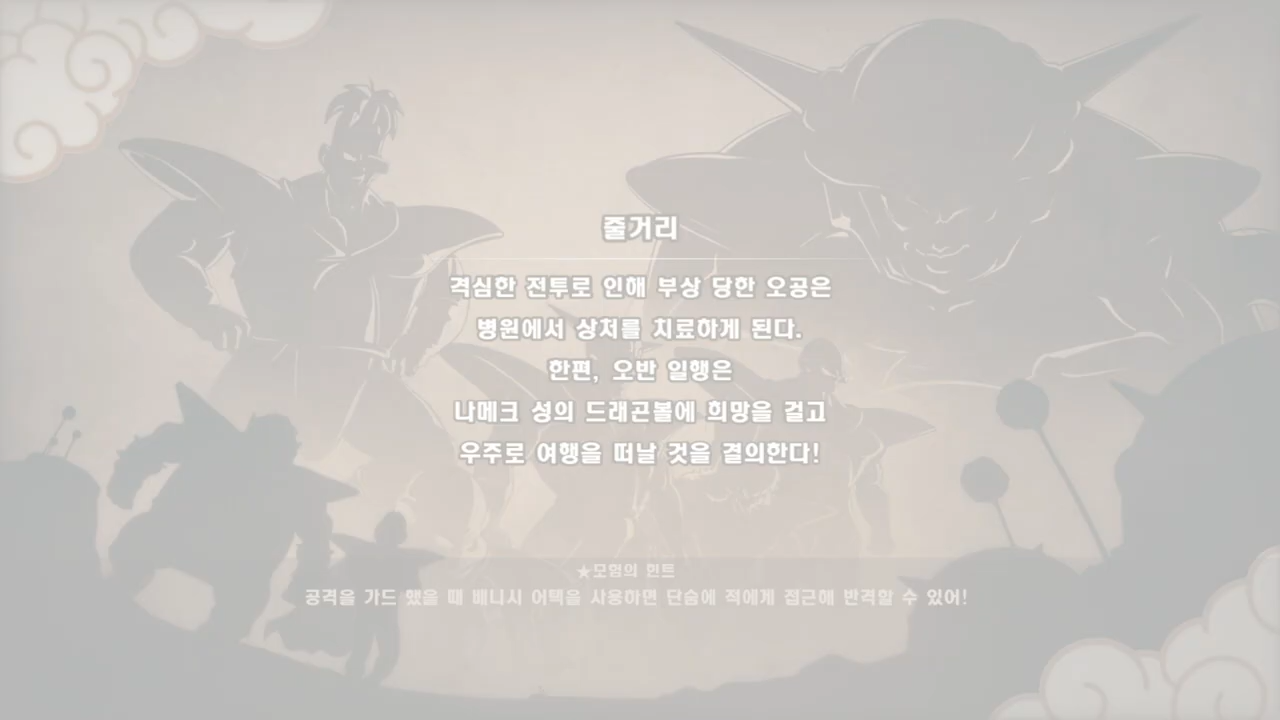 줄거리
격심한 전투로 인해 부상 당한 오공은
병원에서 상처를 치료하게 된다.
한편, 오반 일행은
나메크 성의 드래곤볼에 희망을 걸고
우주로 여행을 떠날 것을 결의한다!
★모험의 힌트
공격을 가드 했을 때 배니시 어택을 사용하면 단숨에 적에게 접근해 반격할 수 있어!